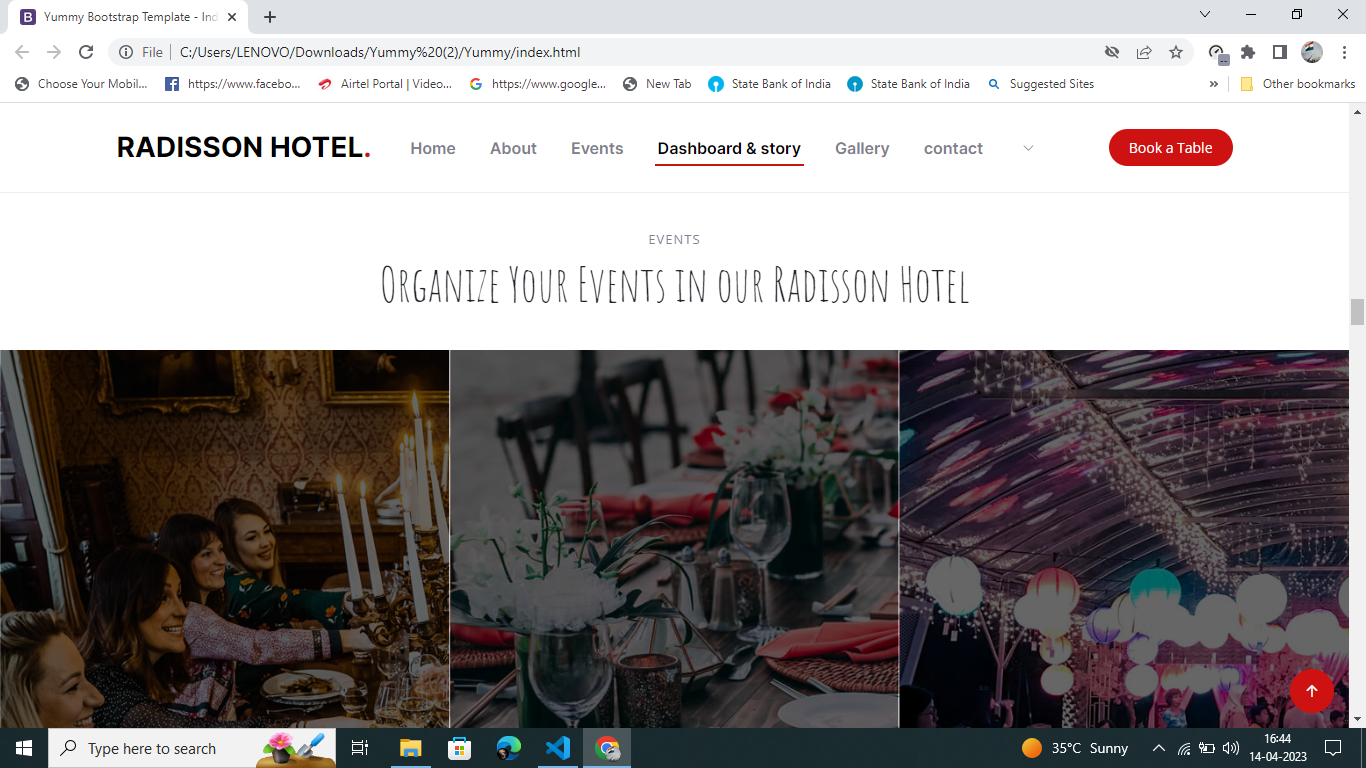 Yummy Bootstrap Template - Ind
File
C:/Users/LENOVO/Downloads/Yummy%20(2)/Yummy/index.html
Choose Your Mobil...
https://www.facebo...
Airtel Portal | Video...
https://www.google...
New Tab
State Bank of India
State Bank of India
Suggested Sites
»
Other bookmarks
RADISSON HOTEL.
Home
About
Events
Dashboard & story
Gallery
contact
Book a Table
EVENTS
Organize Your Events in our Radisson Hotel
Type here to search
35°C Sunny
16:44
14-04-2023